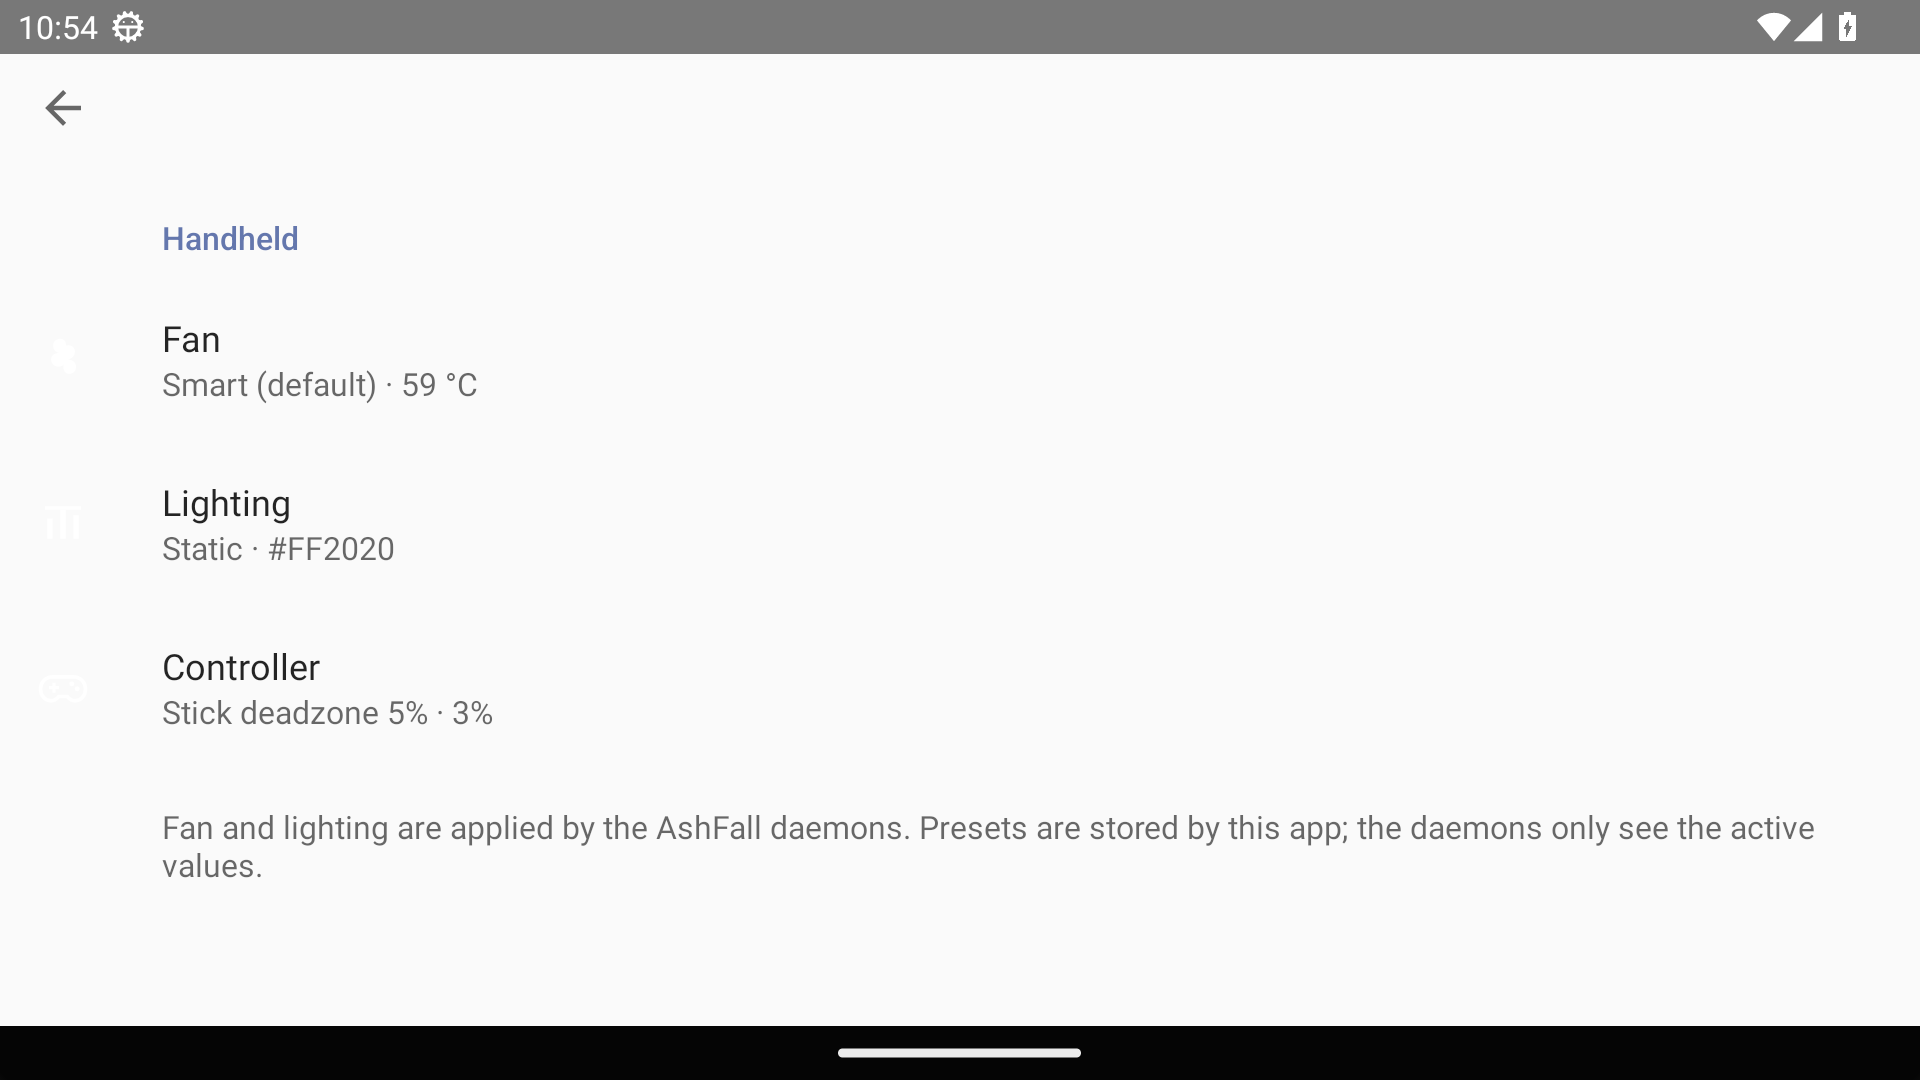 10:54
Handheld
Fan
Smart (default) · 59 °C
Lighting
Static · #FF2020
Controller
Stick deadzone 5% · 3%
Fan and lighting are applied by the AshFall daemons. Presets are stored by this app; the daemons only see the active
values.